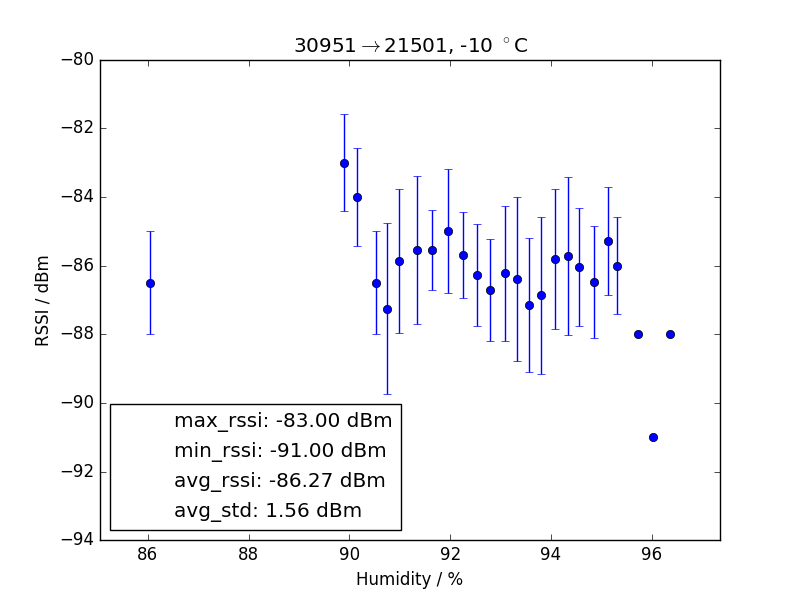 30951→21501, -10 °C
−80
−82
−84
−86
−88
−90
−92
−94
RSSI / dBm
max_rssi: -83.00 dBm
min_rssi: -91.00 dBm
avg_rssi: -86.27 dBm
avg_std: 1.56 dBm
86 88 90 92 94 96
Humidity / %